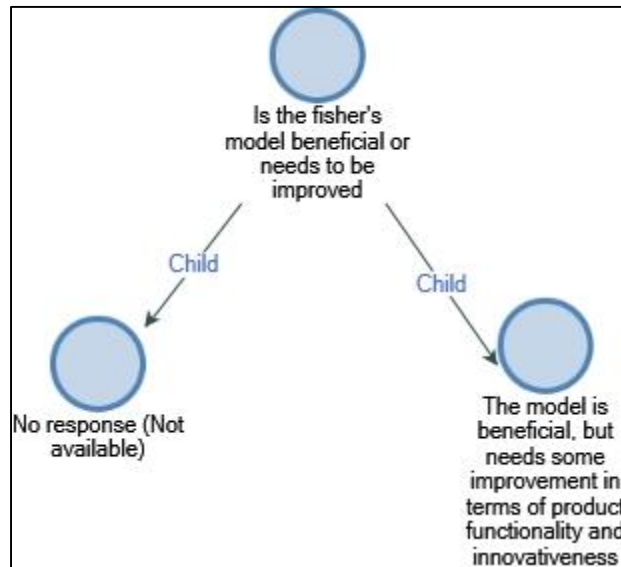 Is the fisher's
model beneficial or
needs to be
improved
Child
Child
No response (Not
available)
The model is
beneficial, but
needs some
improvement in
terms of product
functionality and
innovativeness